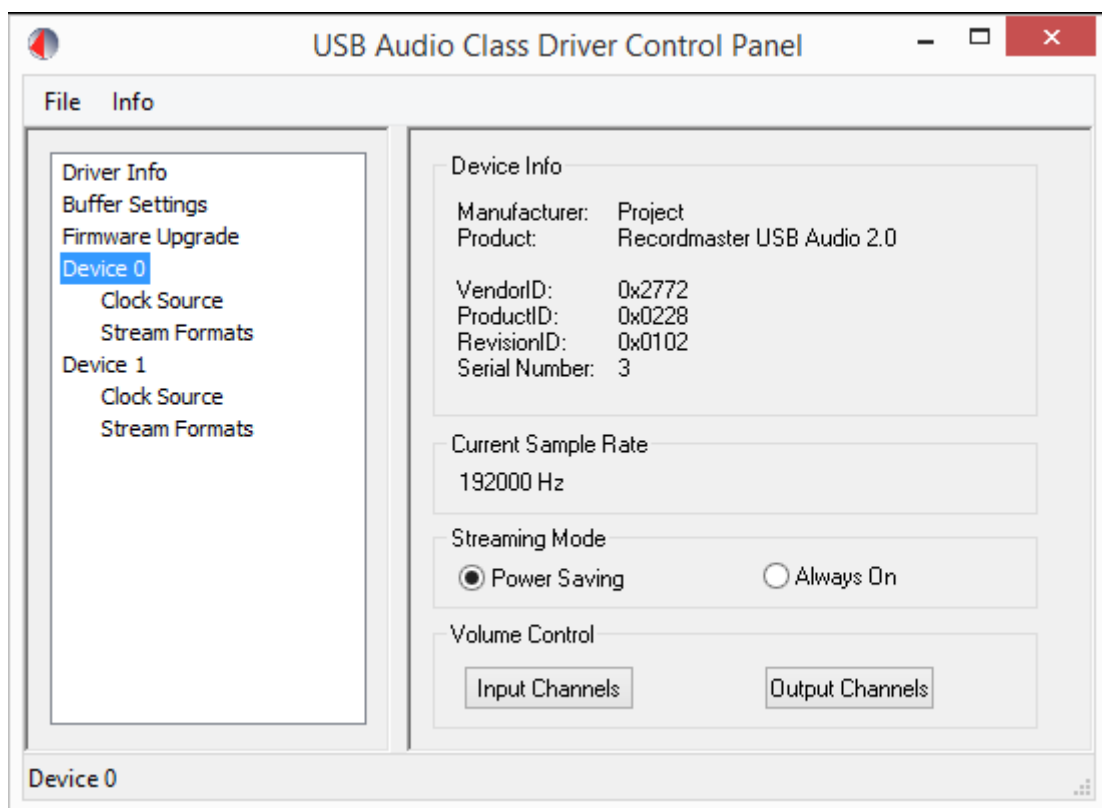 USB Audio Class Driver Control Panel
File Info
Driver Info
Buffer Settings
Firmware Upgrade
Device 0
Clock Source
Stream Formats
Device 1
Clock Source
Stream Formats
Device Info
Manufacturer: Project
Product: Recordmaster USB Audio 2.0
VendorID: 0x2772
ProductID: 0x0228
RevisionID: 0x0102
Serial Number: 3
Current Sample Rate
192000 Hz
Streaming Mode
Power Saving Always On
Volume Control
Input Channels Output Channels
Device 0